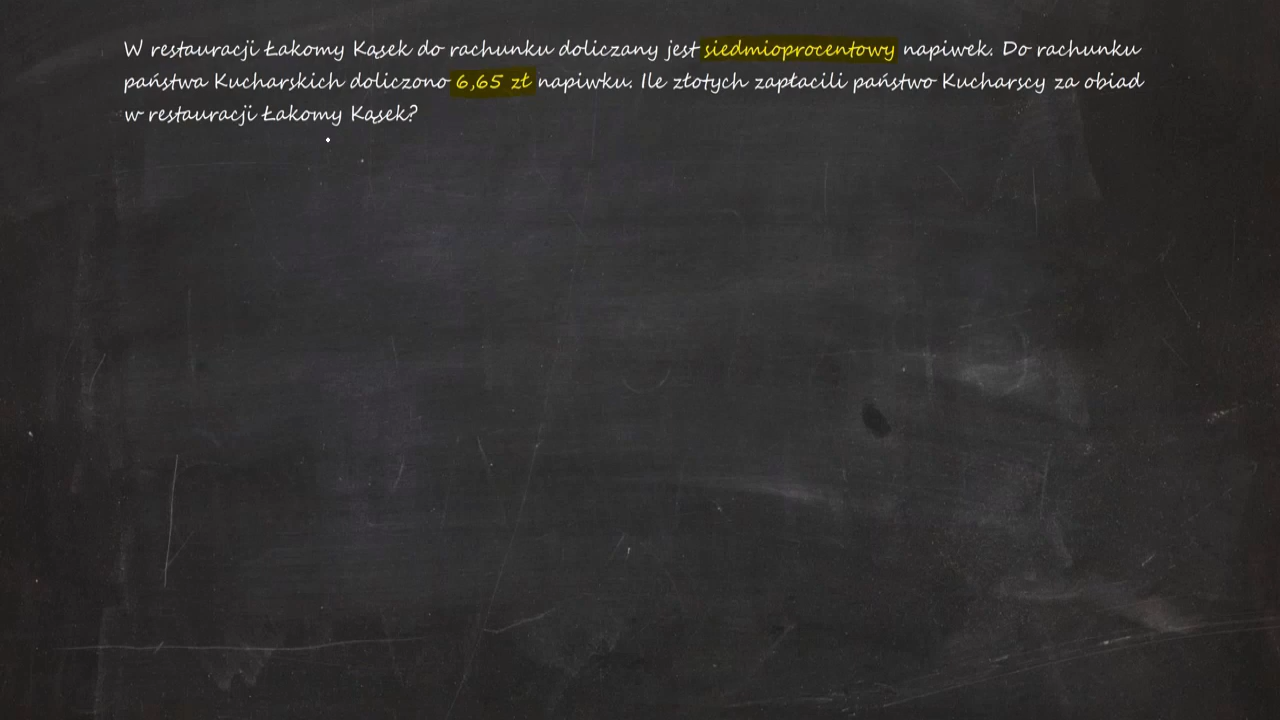 W restauracji Łakomy Kąsek do rachunku doliczany jest siedmioprocentowy napiwek. Do rachunku
państwa Kucharskich doliczono 6,65 zł napiwku. Ile złotych zapłacili państwo Kucharscy za obiad
w restauracji Łakomy Kąsek?